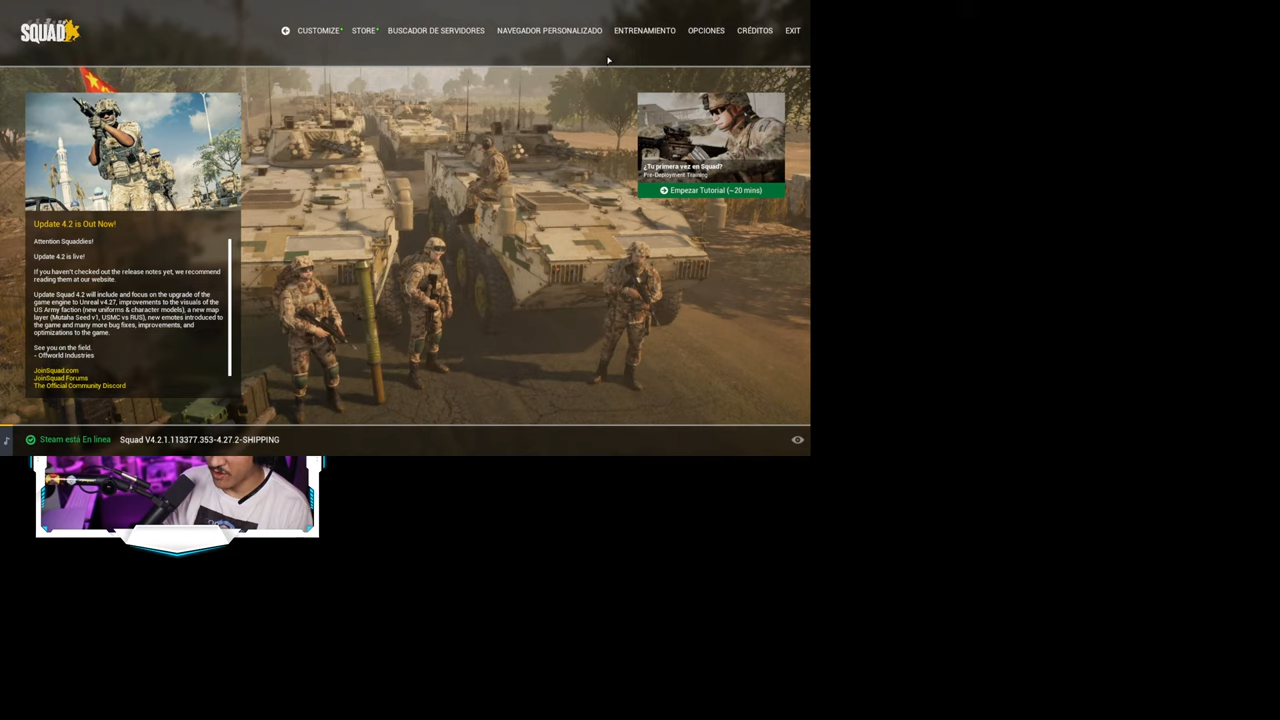 SQUAD
CUSTOMIZE STORE BUSCADOR DE SERVIDORES NAVEGADOR PERSONALIZADO ENTRENAMIENTO OPCIONES CRÉDITOS EXIT
Update 4.2 is Out Now!
Attention Squaddies!
Update 4.2 is live!
If you haven't checked out the release notes yet, we recommend
reading them at our website.
Update Squad 4.2 will include and focus on the upgrade of the
game engine to Unreal v4.27, improvements to the visuals of the
US Army faction (new uniforms & character models), a new map
layer (Mutaha Seed v1, USMC vs RUS), new emotes introduced to
the game and many more bug fixes, improvements, and
optimizations to the game.
See you on the field.
- Offworld Industries
JoinSquad.com
JoinSquad Forums
The Official Community Discord
¿Tu primera vez en Squad?
Pre-Deployment Training
Empezar Tutorial (~20 mins)
Steam está En linea Squad V4.2.1.113377.353-4.27.2-SHIPPING